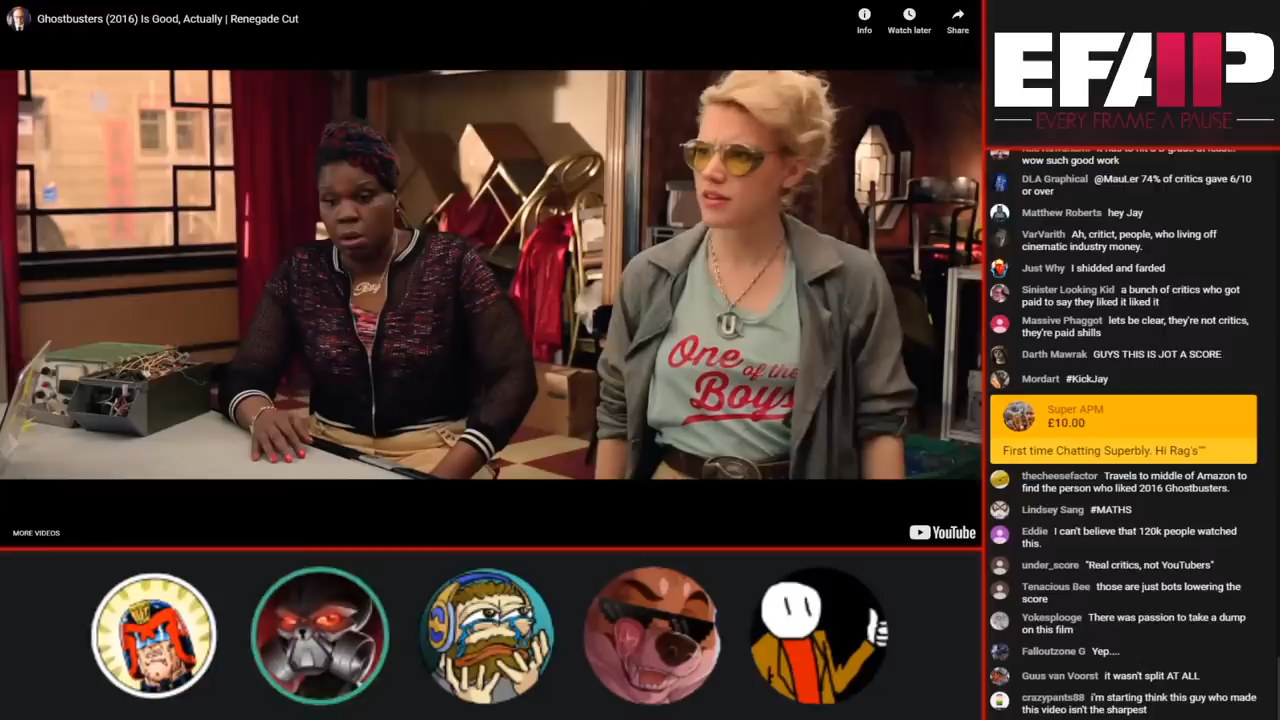 Ghostbusters (2016) Is Good, Actually | Renegade Cut
Info
Watch later
Share
One
of the
Boys
U
MORE VIDEOS
YouTube
EFAP
EVERY FRAME A PAUSE
wow such good work
DLA Graphical @MauLer 74% of critics gave 6/10
or over
Matthew Roberts hey Jay
VarVarith Ah, critict, people, who living off
cinematic industry money.
Just Why I shidded and farded
Sinister Looking Kid a bunch of critics who got
paid to say they liked it liked it
Massive Phaggot lets be clear, they're not critics,
they're paid shills
Darth Mawrak GUYS THIS IS JOT A SCORE
Mordart #KickJay
Super APM
£10.00
First time Chatting Superbly. Hi Rag's""
thecheesefactor Travels to middle of Amazon to
find the person who liked 2016 Ghostbusters.
Lindsey Sang #MATHS
Eddie I can't believe that 120k people watched
this.
under_score "Real critics, not YouTubers"
Tenacious Bee those are just bots lowering the
score
Yokesplooge There was passion to take a dump
on this film
Falloutzone G Yep....
Guus van Voorst it wasn't split AT ALL
crazypants88 i'm starting think this guy who made
this video isn't the sharpest